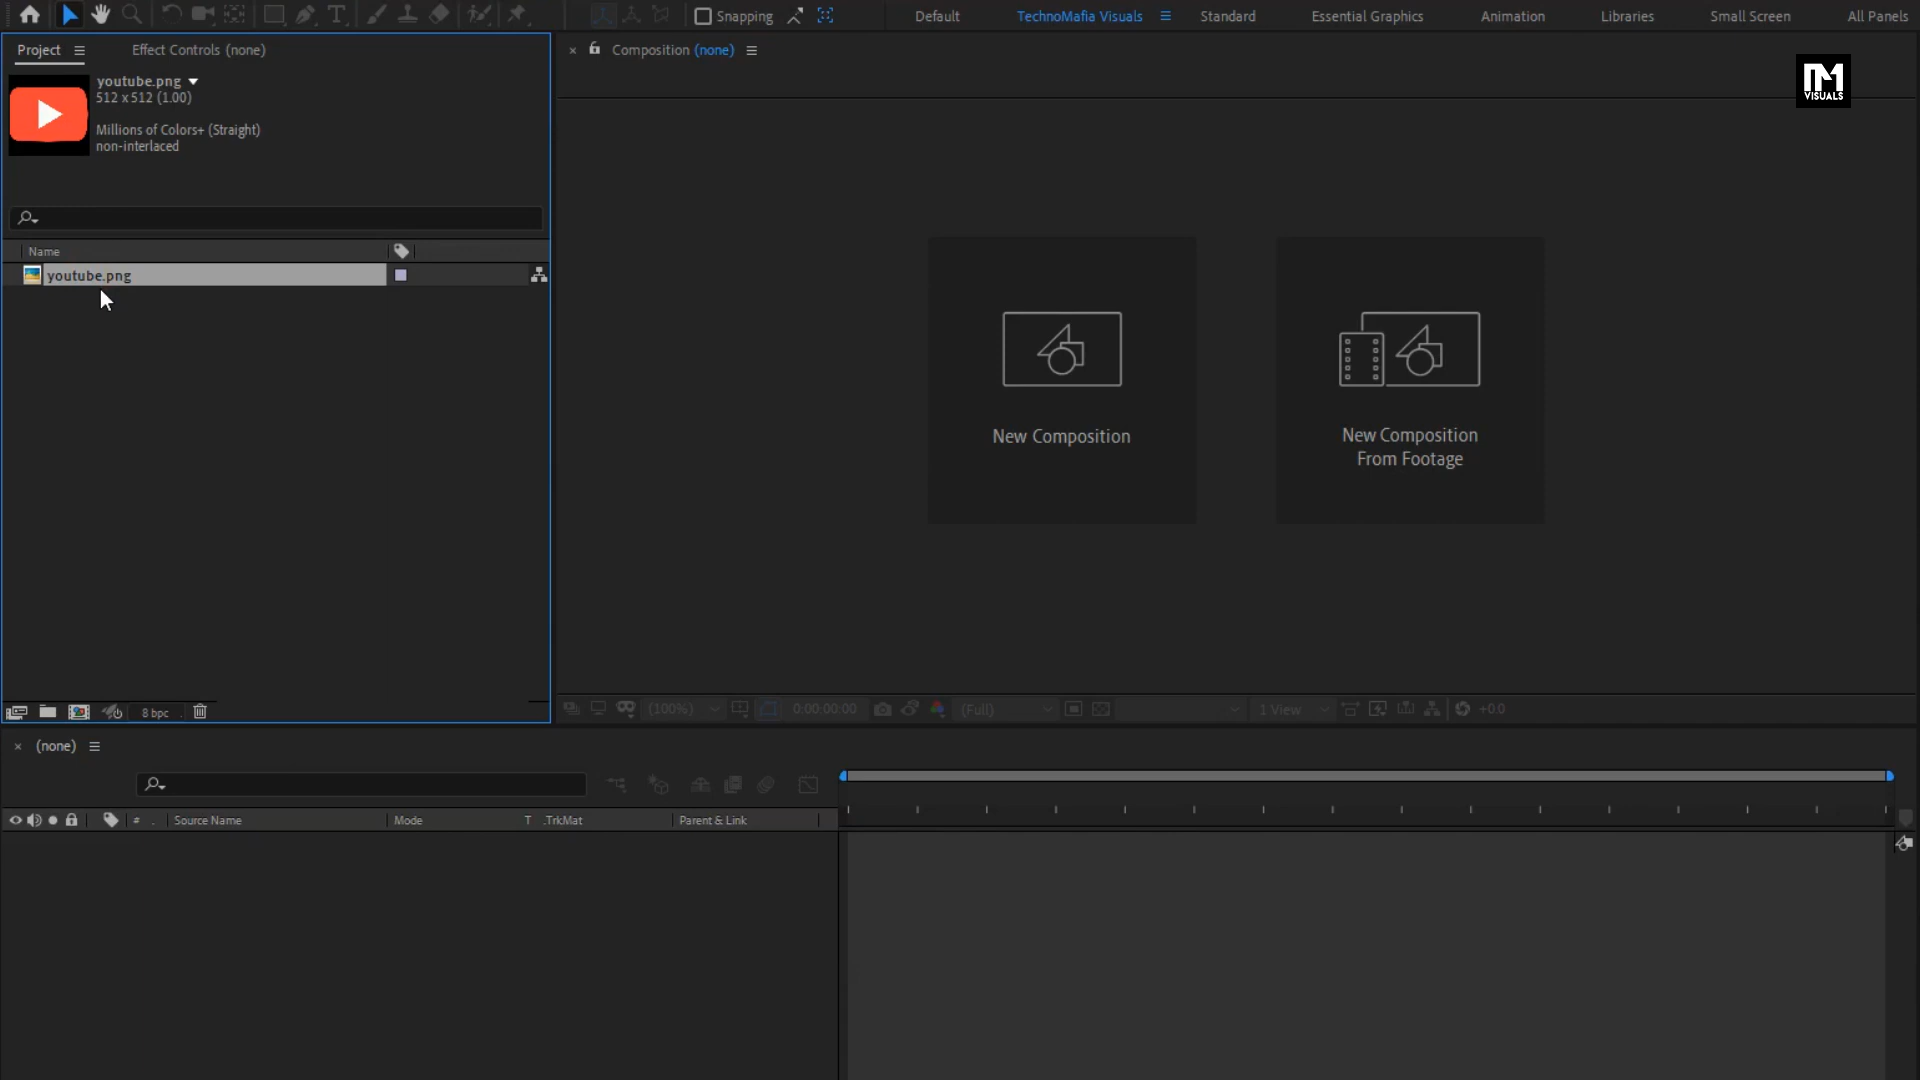 Snapping
Default
TechnoMafia Visuals
Standard
Essential Graphics
Animation
Libraries
Small Screen
All Panels
Project
Effect Controls (none)
Composition (none)
youtube.png
512 x 512 (1.00)
Millions of Colors+ (Straight)
non-interlaced
VISUALS
Name
youtube.png
New Composition
New Composition
From Footage
8 bpc
(100%)
0:00:00:00
(Full)
1 View
+0.0
(none)
# .
Source Name
Mode
T .TrkMat
Parent & Link